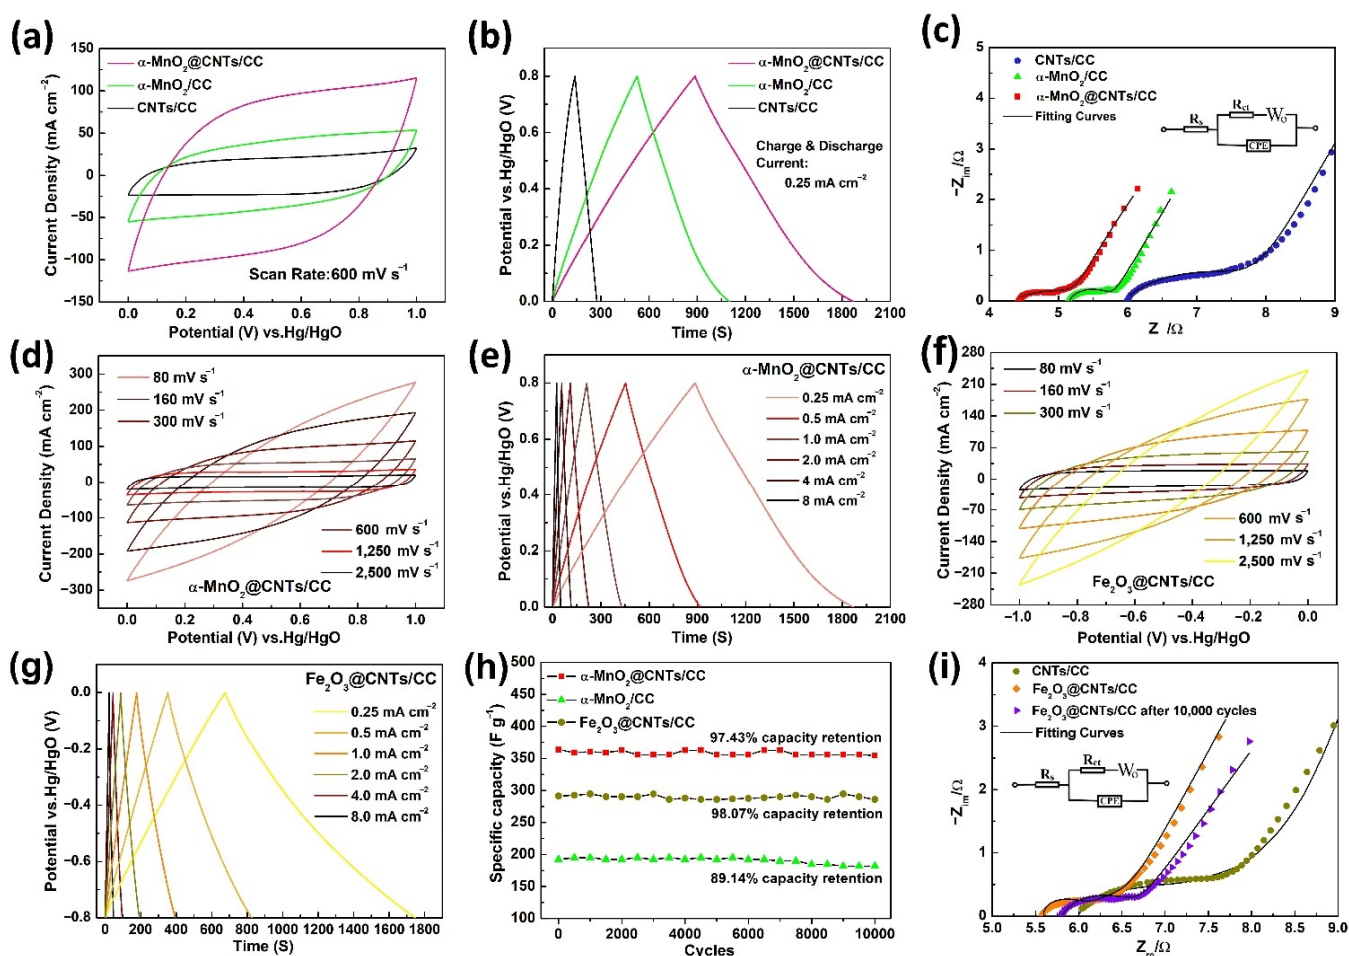 (a)
α-MnO₂@CNTs/CC
α-MnO₂/CC
CNTs/CC
Scan Rate:600 mV s⁻¹
Current Density (mA cm⁻²)
150
125
100
75
50
25
0
−25
−50
−75
−100
−125
−150
0.0 0.2 0.4 0.6 0.8 1.0
Potential (V) vs.Hg/HgO
(b)
α-MnO₂@CNTs/CC
α-MnO₂/CC
CNTs/CC
Charge & Discharge
Current:
0.25 mA cm⁻²
Potential vs.Hg/HgO (V)
0.8
0.6
0.4
0.2
0.0
0 300 600 900 1200 1500 1800 2100
Time (S)
(c)
CNTs/CC
α-MnO₂/CC
α-MnO₂@CNTs/CC
Fitting Curves
Rₛ
R꜀ₜ
W₀
CPE
−Zᵢₘ/Ω
5
4
3
2
1
0
4 5 6 7 8 9
Z /Ω
(d)
80 mV s⁻¹
160 mV s⁻¹
300 mV s⁻¹
600 mV s⁻¹
1,250 mV s⁻¹
2,500 mV s⁻¹
α-MnO₂@CNTs/CC
Current Density (mA cm⁻²)
300
200
100
0
−100
−200
−300
0.0 0.2 0.4 0.6 0.8 1.0
Potential (V) vs.Hg/HgO
(e)
α-MnO₂@CNTs/CC
0.25 mA cm⁻²
0.5 mA cm⁻²
1.0 mA cm⁻²
2.0 mA cm⁻²
4 mA cm⁻²
8 mA cm⁻²
Potential vs.Hg/HgO (V)
0.8
0.6
0.4
0.2
0.0
0 300 600 900 1200 1500 1800 2100
Time (S)
(f)
80 mV s⁻¹
160 mV s⁻¹
300 mV s⁻¹
600 mV s⁻¹
1,250 mV s⁻¹
2,500 mV s⁻¹
Fe₂O₃@CNTs/CC
Current Density (mA cm⁻²)
280
210
140
70
0
−70
−140
−210
−280
−1.0 −0.8 −0.6 −0.4 −0.2 0.0
Potential (V) vs.Hg/HgO
(g)
Fe₂O₃@CNTs/CC
0.25 mA cm⁻²
0.5 mA cm⁻²
1.0 mA cm⁻²
2.0 mA cm⁻²
4.0 mA cm⁻²
8.0 mA cm⁻²
Potential vs.Hg/HgO (V)
0.0
−0.2
−0.4
−0.6
−0.8
0 200 400 600 800 1000 1200 1400 1600 1800
Time (S)
(h)
α-MnO₂@CNTs/CC
α-MnO₂/CC
Fe₂O₃@CNTs/CC
97.43% capacity retention
98.07% capacity retention
89.14% capacity retention
Specific capacity (F g⁻¹)
500
450
400
350
300
250
200
150
100
0 2000 4000 6000 8000 10000
Cycles
(i)
CNTs/CC
Fe₂O₃@CNTs/CC
Fe₂O₃@CNTs/CC after 10,000 cycles
Fitting Curves
Rₛ
R꜀ₜ
W₀
CPE
−Zᵢₘ/Ω
4
3
2
1
0
5.0 5.5 6.0 6.5 7.0 7.5 8.0 8.5 9.0
Zᵣₑ/Ω